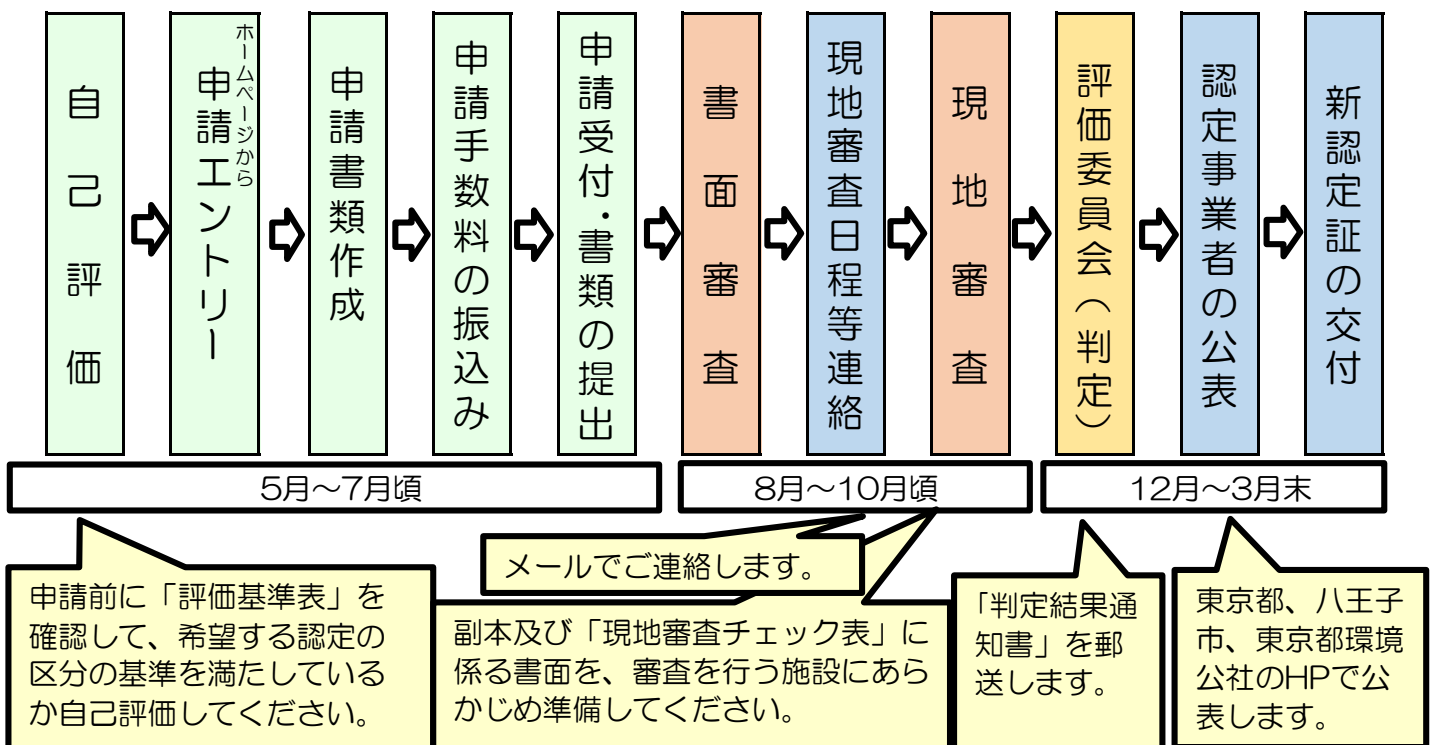 自己評価
ホームページから
申請エントリー
申請書類作成
申請手数料の振込み
申請受付・書類の提出
書面審査
現地審査日程等連絡
現地審査
評価委員会（判定）
認定事業者の公表
新認定証の交付
5月～7月頃
8月～10月頃
12月～3月末
申請前に「評価基準表」を
確認して、希望する認定の
区分の基準を満たしている
か自己評価してください。
メールでご連絡します。
副本及び「現地審査チェック表」に
係る書面を、審査を行う施設にあら
かじめ準備してください。
「判定結果通
知書」を郵
送します。
東京都、八王子
市、東京都環境
公社のHPで公
表します。